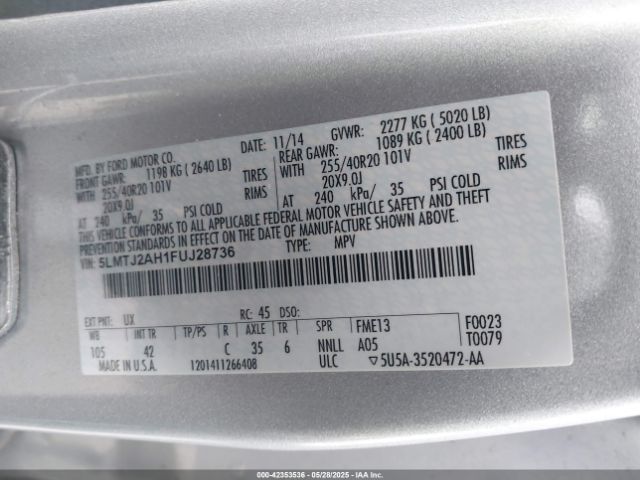 MFD. BY FORD MOTOR CO.
DATE: 11/14 GVWR: 2277 KG ( 5020 LB)
FRONT GAWR: 1198 KG ( 2640 LB) REAR GAWR: 1089 KG ( 2400 LB)
WITH 255/40R20 101V TIRES WITH 255/40R20 101V TIRES
20X9.0J RIMS 20X9.0J RIMS
AT 240 kPa/ 35 PSI COLD AT 240 kPa/ 35 PSI COLD
THIS VEHICLE CONFORMS TO ALL APPLICABLE FEDERAL MOTOR VEHICLE SAFETY AND THEFT
PREVENTION STANDARDS IN EFFECT ON THE DATE OF MANUFACTURE SHOWN ABOVE.
VIN: 5LMTJ2AH1FUJ28736 TYPE: MPV
EXT PNT: UX RC: 45 DSO:
WB INT TR TP/PS R AXLE TR SPR FME13 F0023
105 42 C 35 6 NNLL A05 T0079
MADE IN U.S.A. 1201411266408 ULC 5U5A-3520472-AA
000-42353536 - 05/28/2025 - IAA, Inc.